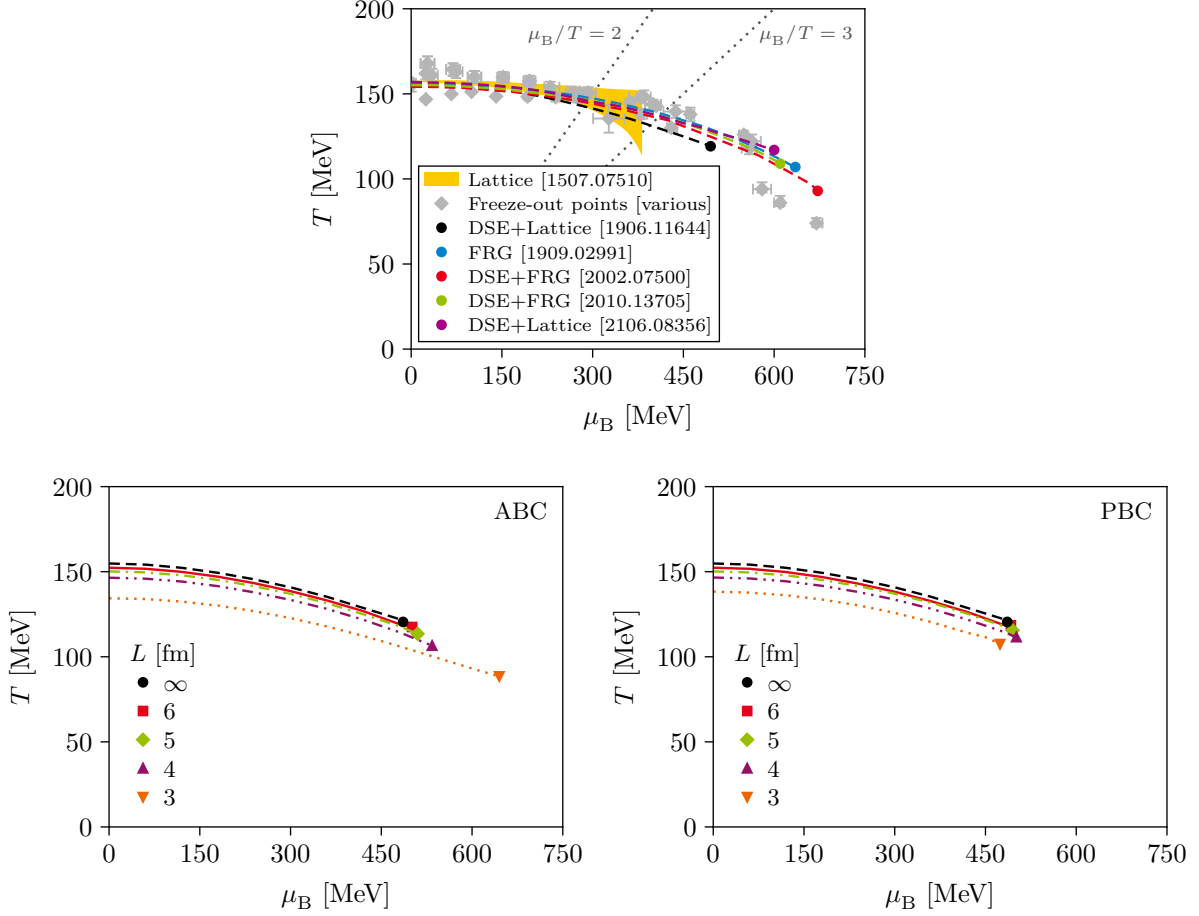 200
150
100
50
0
T [MeV]
μB/T = 2
μB/T = 3
Lattice [1507.07510]
Freeze-out points [various]
DSE+Lattice [1906.11644]
FRG [1909.02991]
DSE+FRG [2002.07500]
DSE+FRG [2010.13705]
DSE+Lattice [2106.08356]
0 150 300 450 600 750
μB [MeV]
200
150
100
50
0
T [MeV]
ABC
L [fm]
∞
6
5
4
3
0 150 300 450 600 750
μB [MeV]
200
150
100
50
0
T [MeV]
PBC
L [fm]
∞
6
5
4
3
0 150 300 450 600 750
μB [MeV]